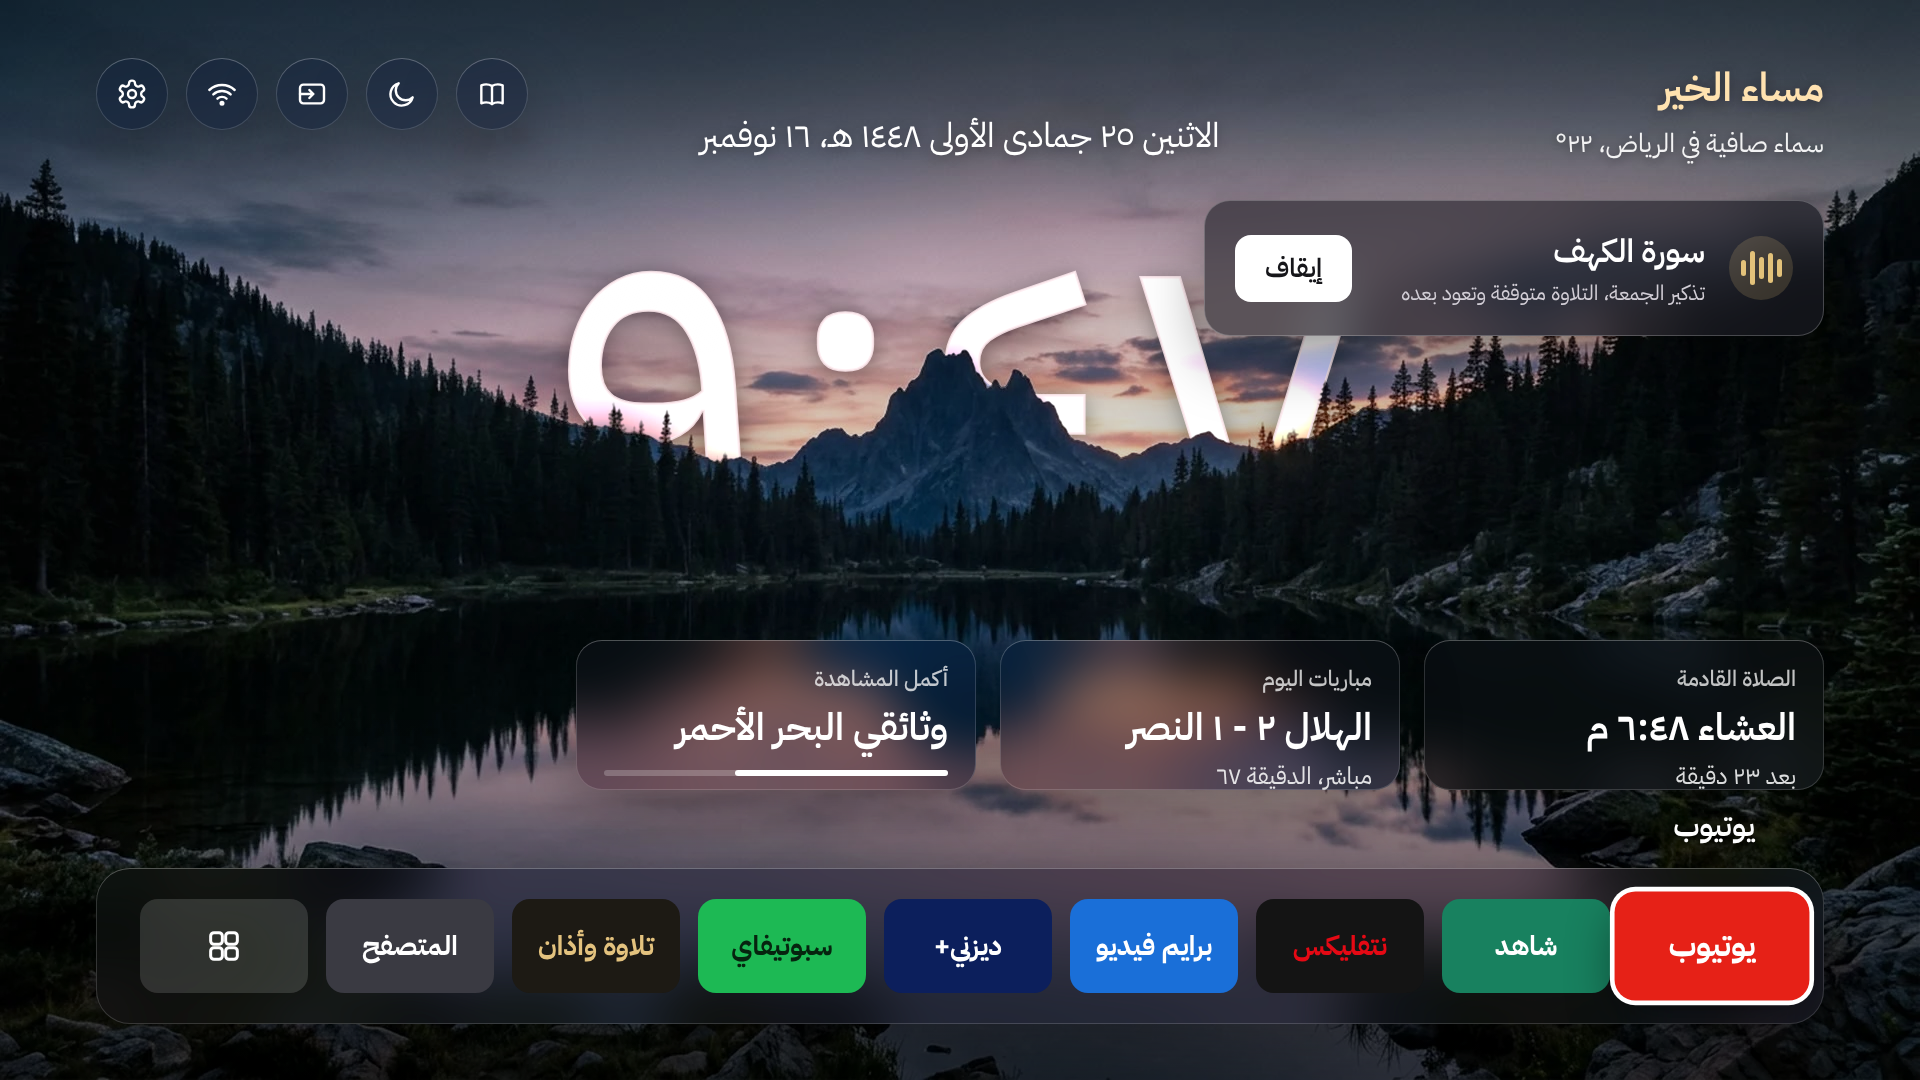 مساء الخير
سماء صافية في الرياض، ٢٢°
الاثنين ٢٥ جمادى الأولى ١٤٤٨ هـ، ١٦ نوفمبر
سورة الكهف
تذكير الجمعة، التلاوة متوقفة وتعود بعده
إيقاف
٩:٤٧
الصلاة القادمة
العشاء ٦:٤٨ م
بعد ٢٣ دقيقة
مباريات اليوم
الهلال ٢ - ١ النصر
مباشر، الدقيقة ٦٧
أكمل المشاهدة
وثائقي البحر الأحمر
يوتيوب
يوتيوب
شاهد
نتفليكس
برايم فيديو
ديزني+
سبوتيفاي
تلاوة وأذان
المتصفح